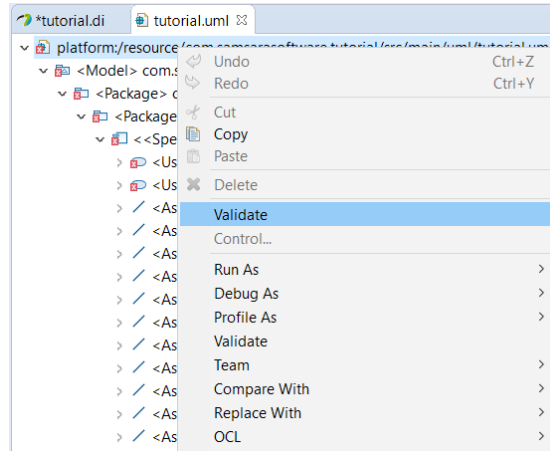 *tutorial.di
tutorial.uml
platform:/resource/com.samsarasoftware.tutorial/src/main/uml/tutorial.um
<Model> com.s
<Package> c
<Package
<<Spe
<Us
<Us
<As
<As
<As
<As
<As
<As
<As
<As
<As
<As
<As
Undo Ctrl+Z
Redo Ctrl+Y
Cut
Copy
Paste
Delete
Validate
Control...
Run As
Debug As
Profile As
Validate
Team
Compare With
Replace With
OCL